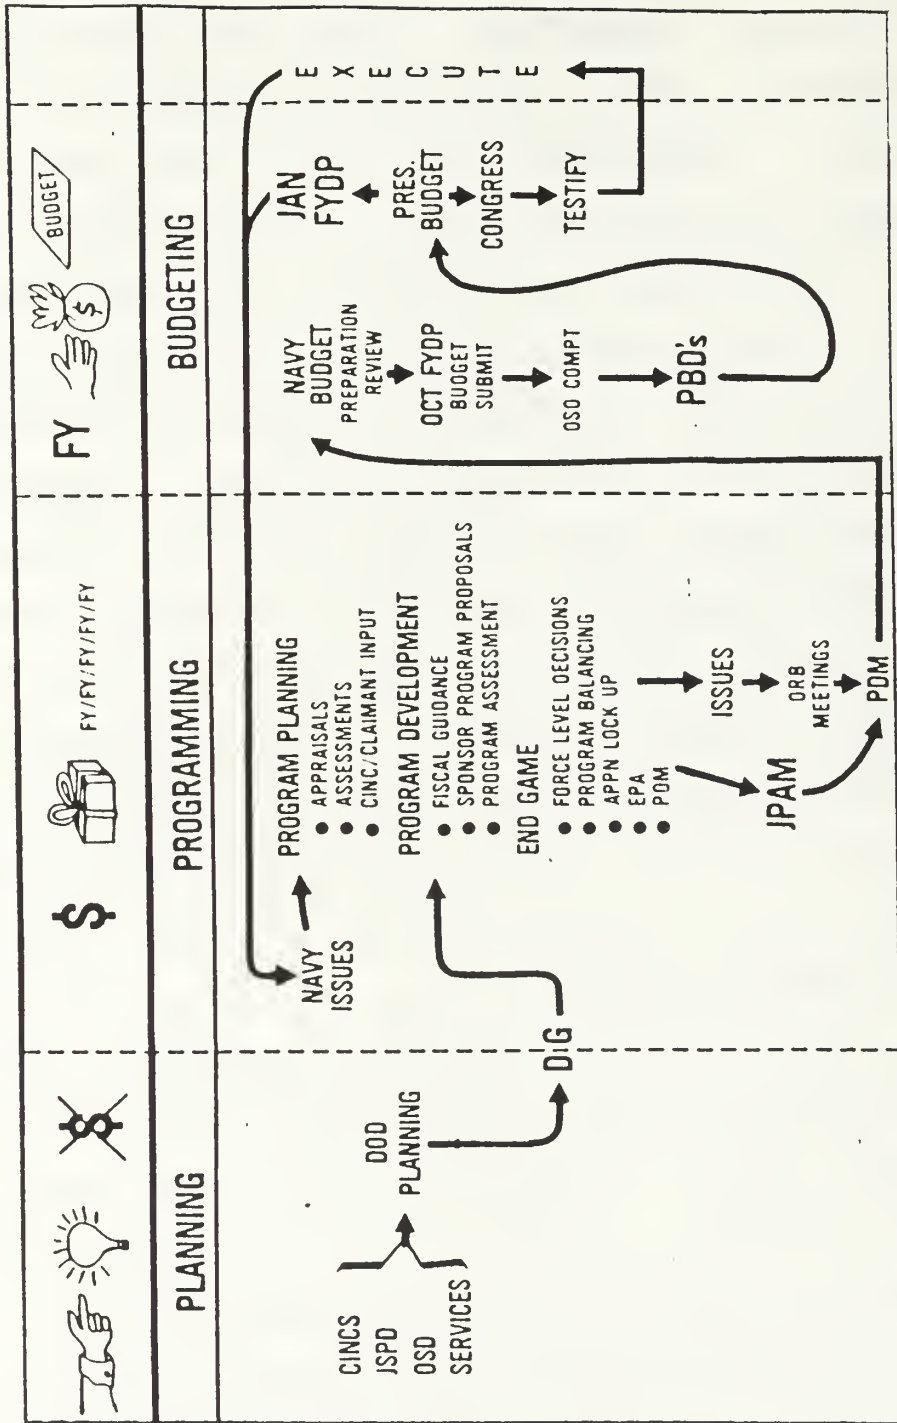 $ FY/FY/FY/FY/FY FY $ BUDGET
$
PLANNING PROGRAMMING BUDGETING
CINCS
JSPD
OSD
SERVICES
DOD
PLANNING
DIG
NAVY
ISSUES
PROGRAM PLANNING
• APPRAISALS
• ASSESSMENTS
• CINC/CLAIMANT INPUT
PROGRAM DEVELOPMENT
• FISCAL GUIDANCE
• SPONSOR PROGRAM PROPOSALS
• PROGRAM ASSESSMENT
END GAME
• FORCE LEVEL DECISIONS
• PROGRAM BALANCING
• APPN LOCK UP
• EPA
• POM
JPAM
ISSUES
ORB
MEETINGS
PDM
NAVY
BUDGET
PREPARATION
REVIEW
OCT FYDP
BUDGET
SUBMIT
OSD COMPT
PBD's
JAN
FYDP
PRES.
BUDGET
CONGRESS
TESTIFY
EXECUTE